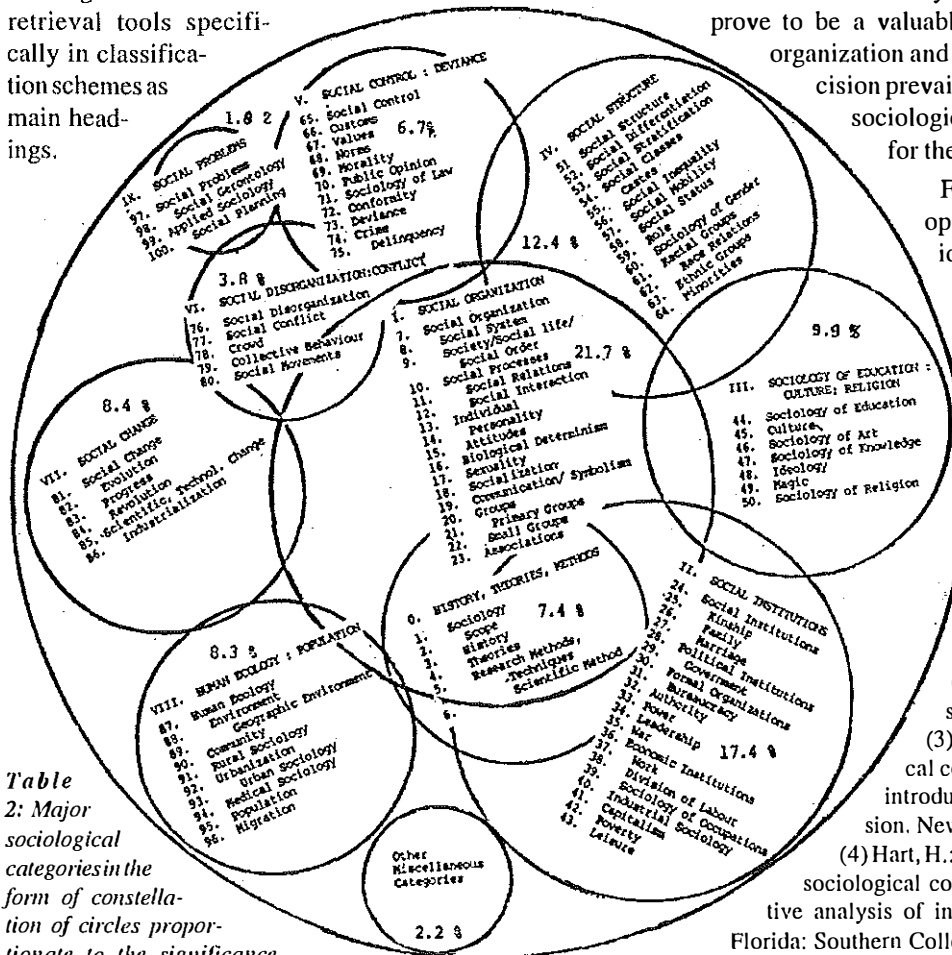 retrieval tools specifi-
cally in classifica-
tion schemes as
main head-
ings.
prove to be a valuabl
organization and
cision prevai
sociologi
for the
F
op
1.8 2
IX. SOCIAL PROBLEMS
97. Social Problems
98. Social Gerontology
99. Applied Sociology
100. Social Planning
V. SOCIAL CONTROL : DEVIANCE
65. Social Control
66. Customs
67. Values
68. Norms
69. Morality
70. Public Opinion
71. Sociology of Law
72. Conformity
73. Deviance
74. Crime
75. Delinquency
6.7%
IV. SOCIAL STRUCTURE
51 Social Structure
52. Social Differentiation
53. Social Stratification
54. Social Classes
55. Castes
56. Social Inequality
57. Social Mobility
58. Social Status
59. Role
60. Sociology of Gender
61. Racial Groups
62. Race Relations
63. Ethnic Groups
64. Minorities
12.4 %
3.8 %
VI. SOCIAL DISORGANIZATION:CONFLICT
76. Social Disorganization
77. Social Conflict
78. Crowd
79. Collective Behaviour
80. Social Movements
I. SOCIAL ORGANIZATION
7. Social Organization
8. Social System
9. Society/Social life/
Social Order
10. Social Processes
11. Social Relations
12. Social Interaction
13. Individual
14. Personality
15. Attitudes
16. Biological Determinism
17. Sexuality
18. Socialization
19. Communication/ Symbolism
20. Groups
21. Primary Groups
22. Small Groups
23. Associations
21.7 %
9.9 %
III. SOCIOLOGY OF EDUCATION :
CULTURE; RELIGION
44. Sociology of Education
45. Culture
46. Sociology of Art
47. Sociology of Knowledge
48. Ideology
49. Magic
50. Sociology of Religion
8.4 %
VII. SOCIAL CHANGE
81. Social Change
82. Evolution
83. Progress
84. Revolution
85. Scientific, Technol. Change
86. Industrialization
0. HISTORY, THEORIES, METHODS
1. Sociology
2. Scope
3. History
4. Theories
5. Research Methods,
Techniques
6. Scientific Method
7.4 %
II. SOCIAL INSTITUTIONS
24. Social Institutions
25. Kinship
26. Family
27. Marriage
28. Political Institutions
29. Government
30. Formal Organizations
31. Bureaucracy
32. Authority
33. Power
34. Leadership
35. War
36. Economic Institutions
37. Work
38. Division of Labour
39. Sociology of Occupations
40. Industrial Sociology
41. Capitalism
42. Poverty
43. Leisure
17.4 %
8.3 %
VIII. HUMAN ECOLOGY : POPULATION
87. Human Ecology
88. Environment
89. Geographic Environment
90. Community
91. Rural Sociology
92. Urbanization
93. Urban Sociology
94. Medical Sociology
95. Population
96. Migration
Other
Miscellaneous
Categories
2.2 %
Table
2: Major
sociological
categories in the
form of constella-
tion of circles propor-
tionate to the significance
s
(3)
cal c
introdu
sion. New
(4) Hart, H.:
sociological co
tive analysis of in
Florida: Southern Coll